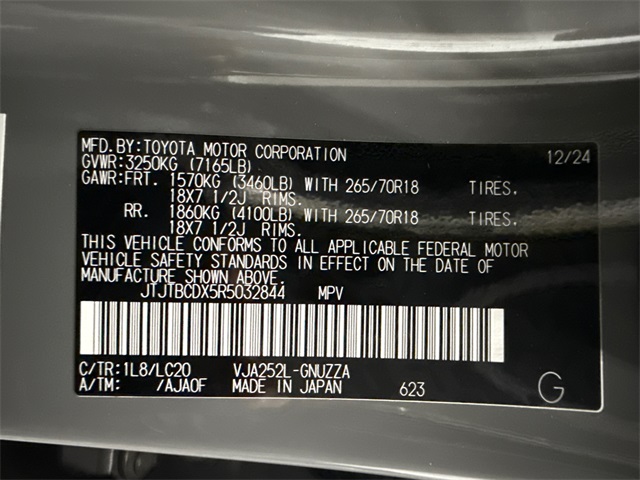 MFD.BY:TOYOTA MOTOR CORPORATION 12/24
GVWR:3250KG (7165LB)
GAWR:FRT. 1570KG (3460LB) WITH 265/70R18 TIRES.
18X7 1/2J RIMS.
RR. 1860KG (4100LB) WITH 265/70R18 TIRES.
18X7 1/2J RIMS.
THIS VEHICLE CONFORMS TO ALL APPLICABLE FEDERAL MOTOR
VEHICLE SAFETY STANDARDS IN EFFECT ON THE DATE OF
MANUFACTURE SHOWN ABOVE.
JTJTBCDX5R5032844 MPV
C/TR:1L8/LC20 VJA252L-GNUZZA
A/TM: /AJA0F MADE IN JAPAN 623 G